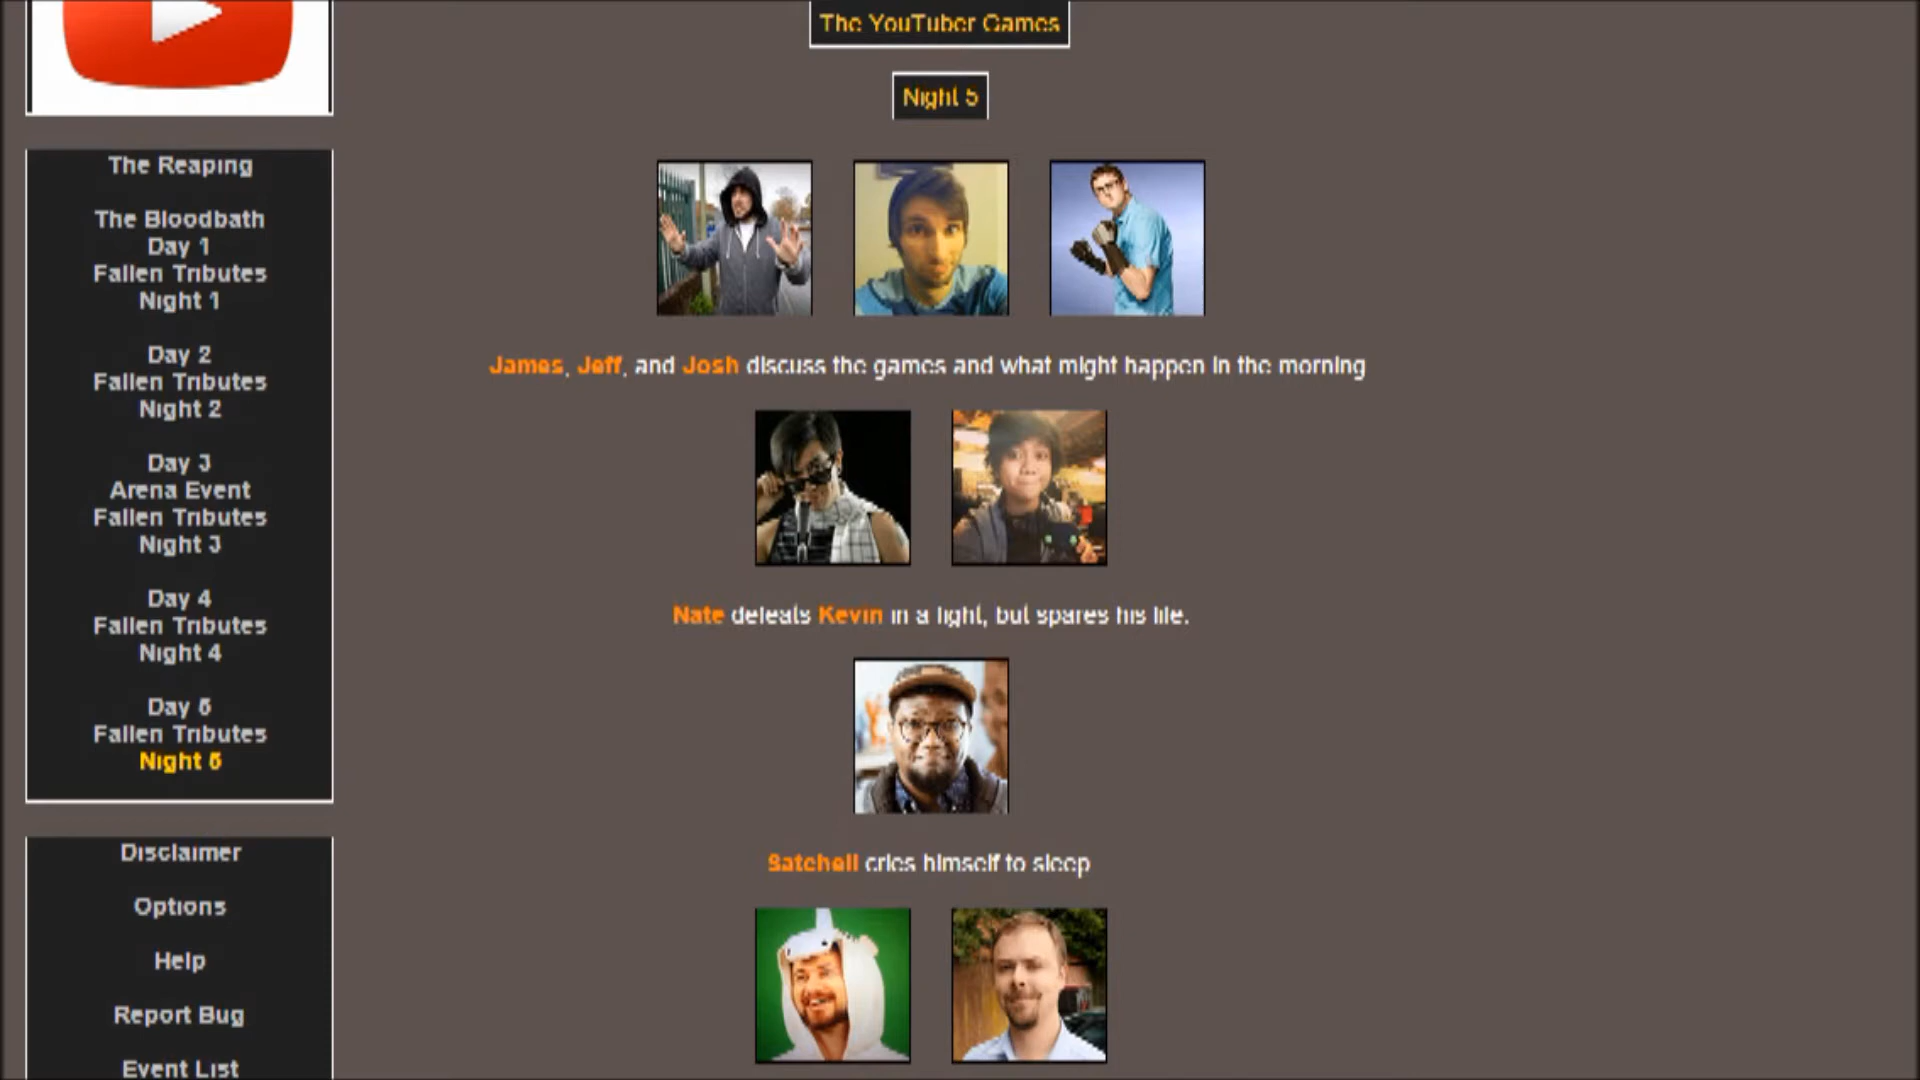 The YouTuber Games
Night 5
The Reaping
The Bloodbath
Day 1
Fallen Tributes
Night 1
Day 2
Fallen Tributes
Night 2
Day 3
Arena Event
Fallen Tributes
Night 3
Day 4
Fallen Tributes
Night 4
Day 5
Fallen Tributes
Night 5
Disclaimer
Options
Help
Report Bug
Event List
James, Jeff, and Josh discuss the games and what might happen in the morning
Nate defeats Kevin in a fight, but spares his life.
Satchell cries himself to sleep